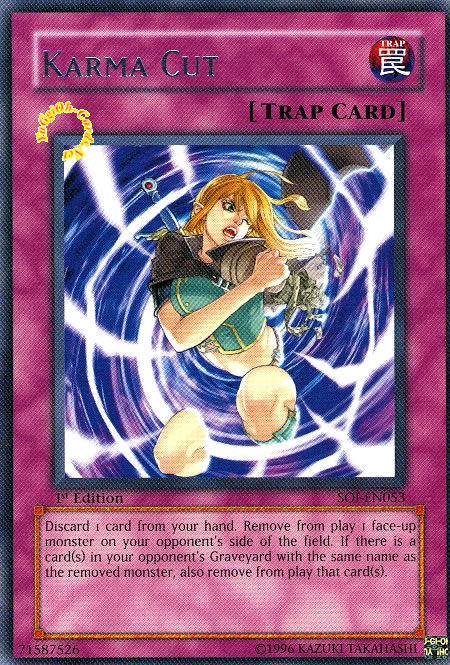 KARMA CUT
TRAP
罠
[ TRAP CARD ]
YuGiOh-Cards.
1st Edition
SOI-EN053
Discard 1 card from your hand. Remove from play 1 face-up
monster on your opponent's side of the field. If there is a
card(s) in your opponent's Graveyard with the same name as
the removed monster, also remove from play that card(s).
71587526
©1996 KAZUKI TAKAHASHI